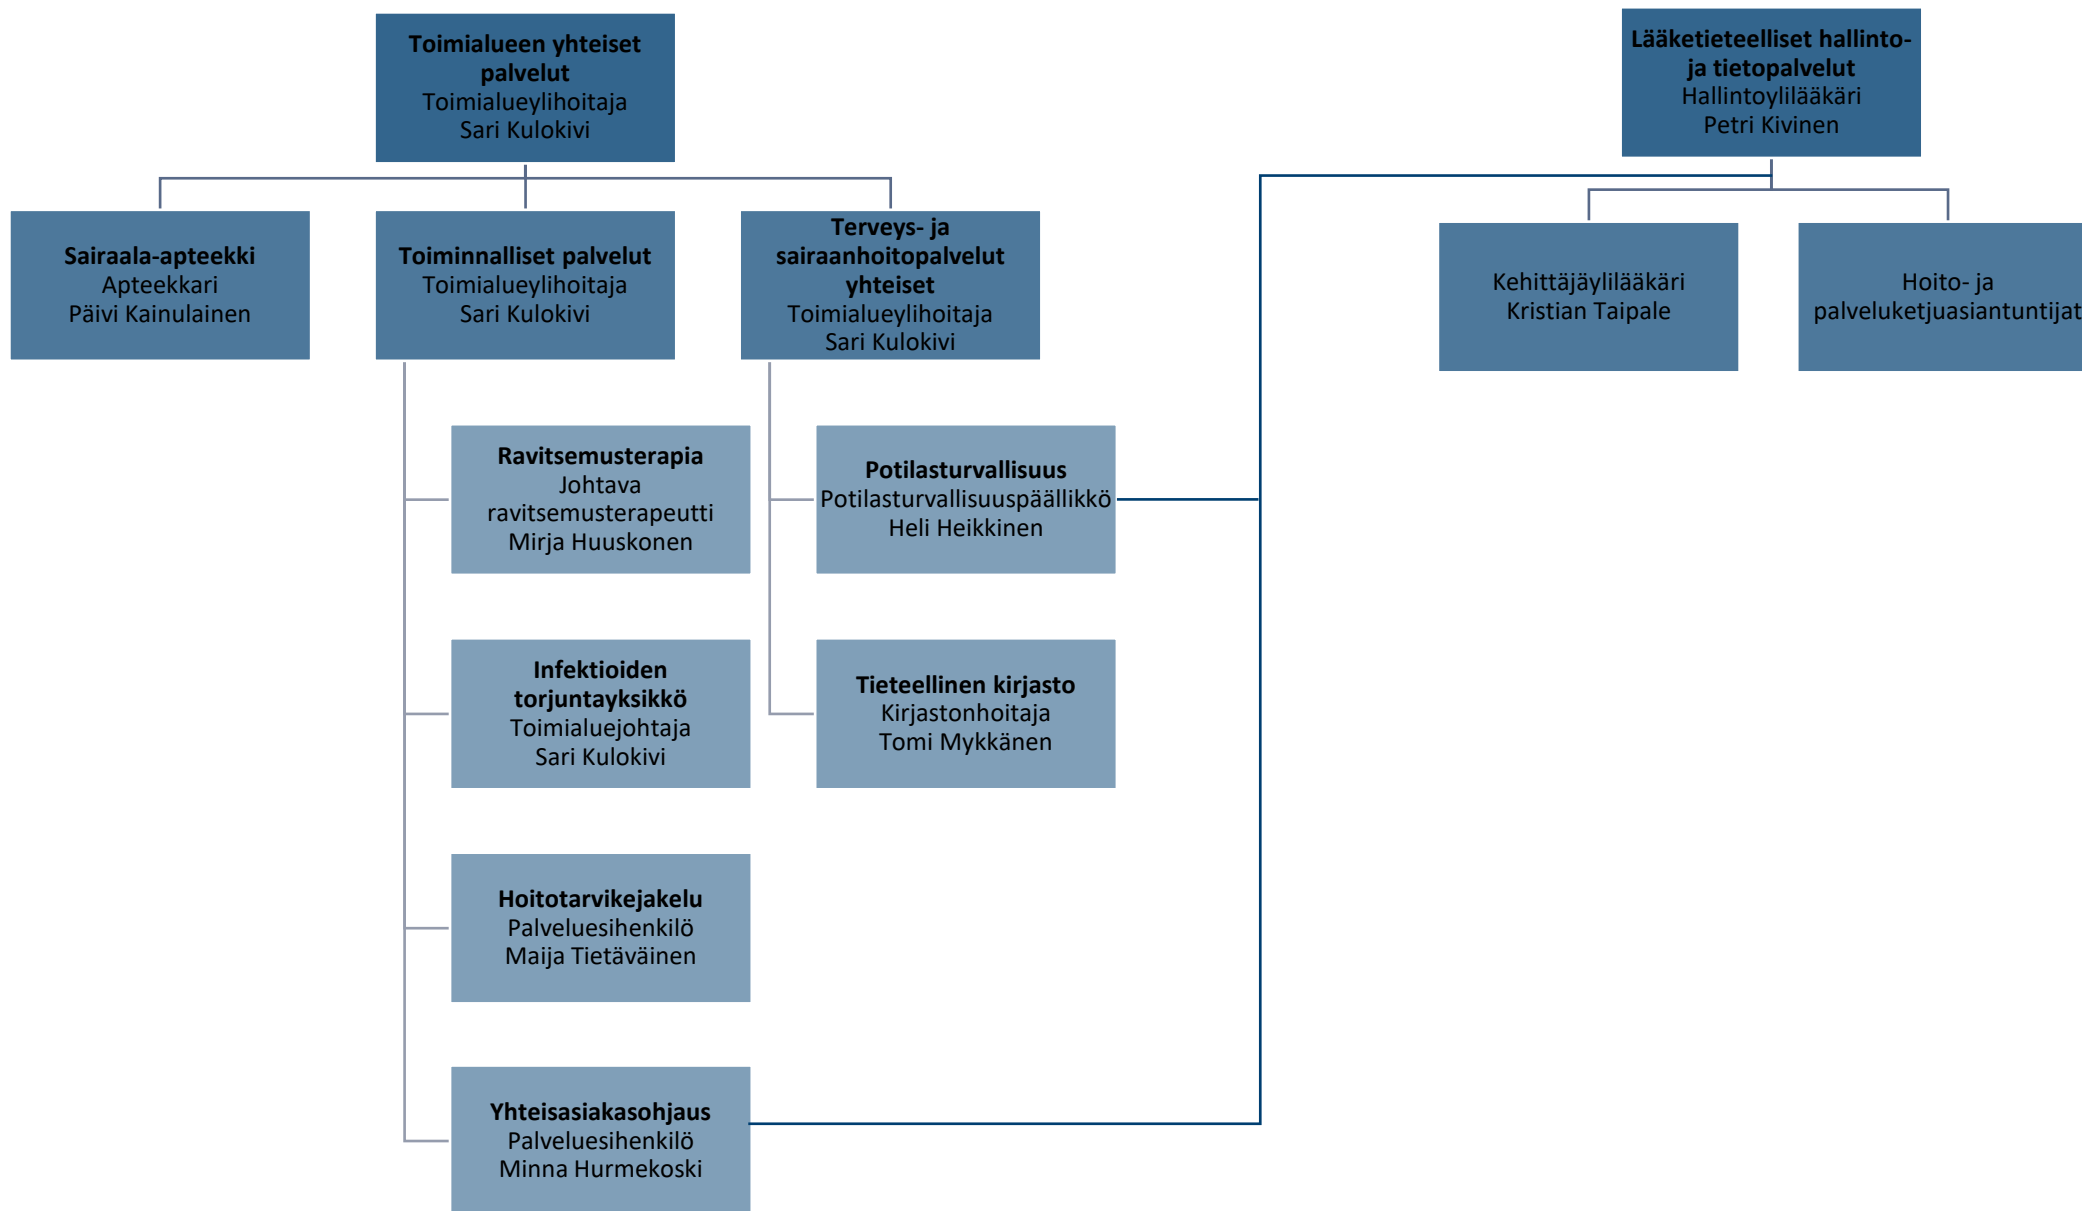 Toimialueen yhteiset
palvelut
Toimialueylihoitaja
Sari Kulokivi
Lääketieteelliset hallinto-
ja tietopalvelut
Hallintoylilääkäri
Petri Kivinen
Sairaala-apteekki
Apteekkari
Päivi Kainulainen
Toiminnalliset palvelut
Toimialueylihoitaja
Sari Kulokivi
Terveys- ja
sairaanhoitopalvelut
yhteiset
Toimialueylihoitaja
Sari Kulokivi
Kehittäjäylilääkäri
Kristian Taipale
Hoito- ja
palveluketjuasiantuntijat
Ravitsemusterapia
Johtava
ravitsemusterapeutti
Mirja Huuskonen
Potilasturvallisuus
Potilasturvallisuuspäällikkö
Heli Heikkinen
Infektioiden
torjuntayksikkö
Toimialuejohtaja
Sari Kulokivi
Tieteellinen kirjasto
Kirjastonhoitaja
Tomi Mykkänen
Hoitotarvikejakelu
Palveluesihenkilö
Maija Tietäväinen
Yhteisasiakasohjaus
Palveluesihenkilö
Minna Hurmekoski